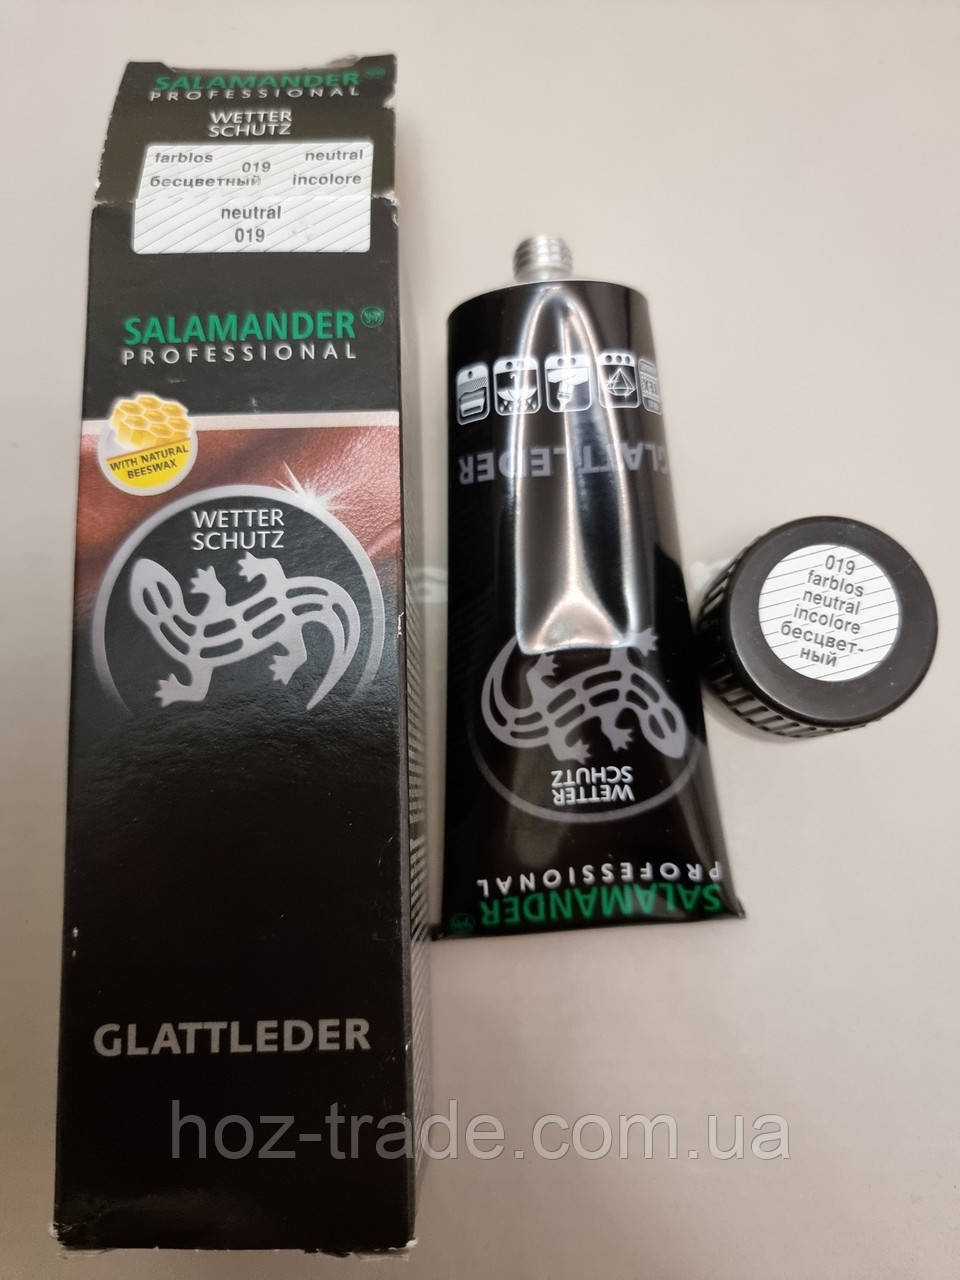 SALAMANDER
PROFESSIONAL
WETTER
SCHUTZ
farblos 019 neutral
бесцветный incolore
neutral
019
SALAMANDER
PROFESSIONAL
WITH NATURAL
BEESWAX
WETTER
SCHUTZ
GLATTLEDER
GLATTLEDER
WETTER
SCHUTZ
PROFESSIONAL
SALAMANDER
019
farblos
neutral
incolore
бесцвет-
ный
hoz-trade.com.ua